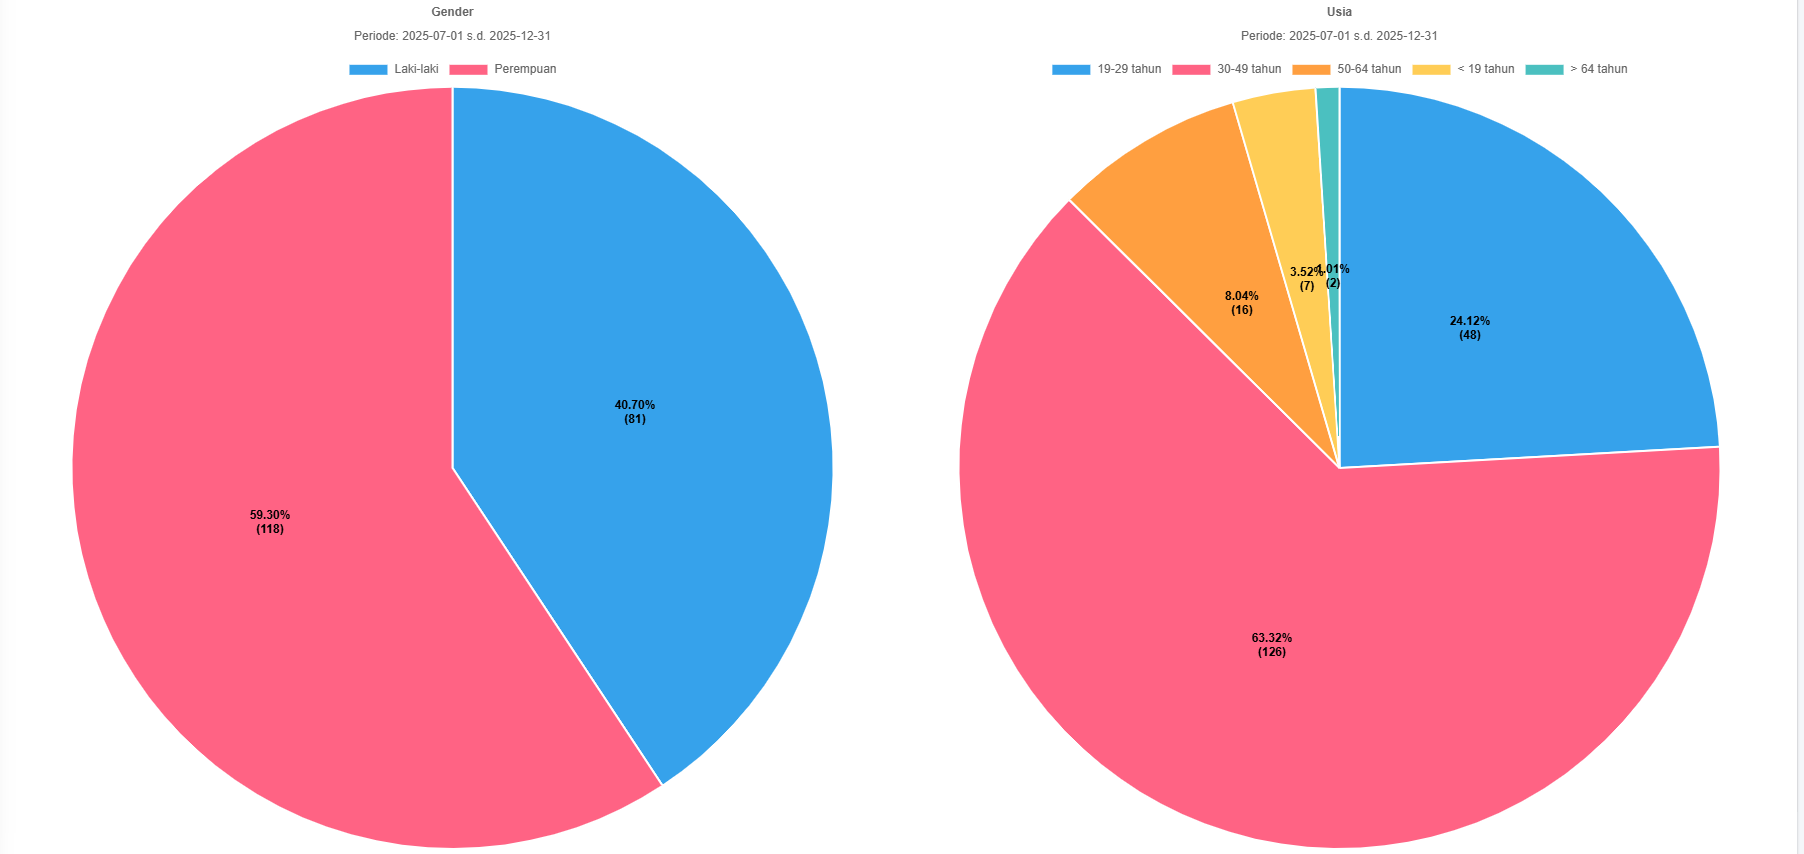 Gender
Periode: 2025-07-01 s.d. 2025-12-31
Laki-laki Perempuan
40.70%
(81)
59.30%
(118)
Usia
Periode: 2025-07-01 s.d. 2025-12-31
19-29 tahun 30-49 tahun 50-64 tahun < 19 tahun > 64 tahun
3.52%
(7)
1.01%
(2)
8.04%
(16)
24.12%
(48)
63.32%
(126)